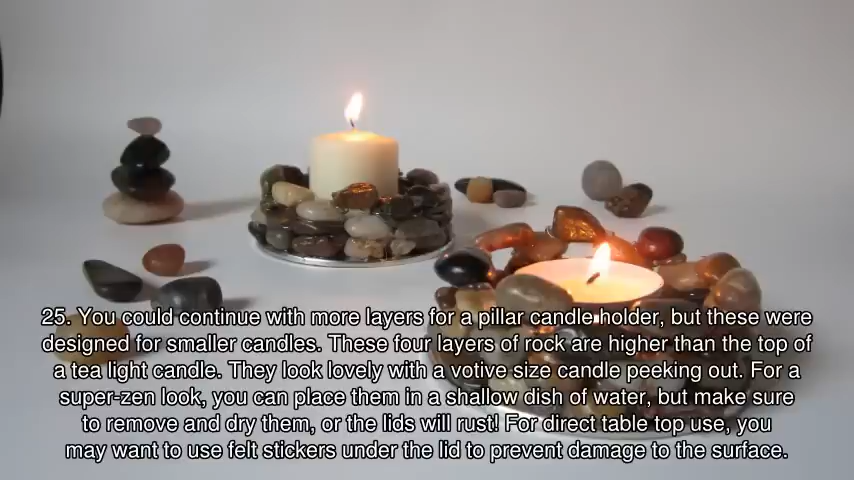 25. You could continue with more layers for a pillar candle holder, but these were
designed for smaller candles. These four layers of rock are higher than the top of
a tea light candle. They look lovely with a votive size candle peeking out. For a
super-zen look, you can place them in a shallow dish of water, but make sure
to remove and dry them, or the lids will rust! For direct table top use, you
may want to use felt stickers under the lid to prevent damage to the surface.